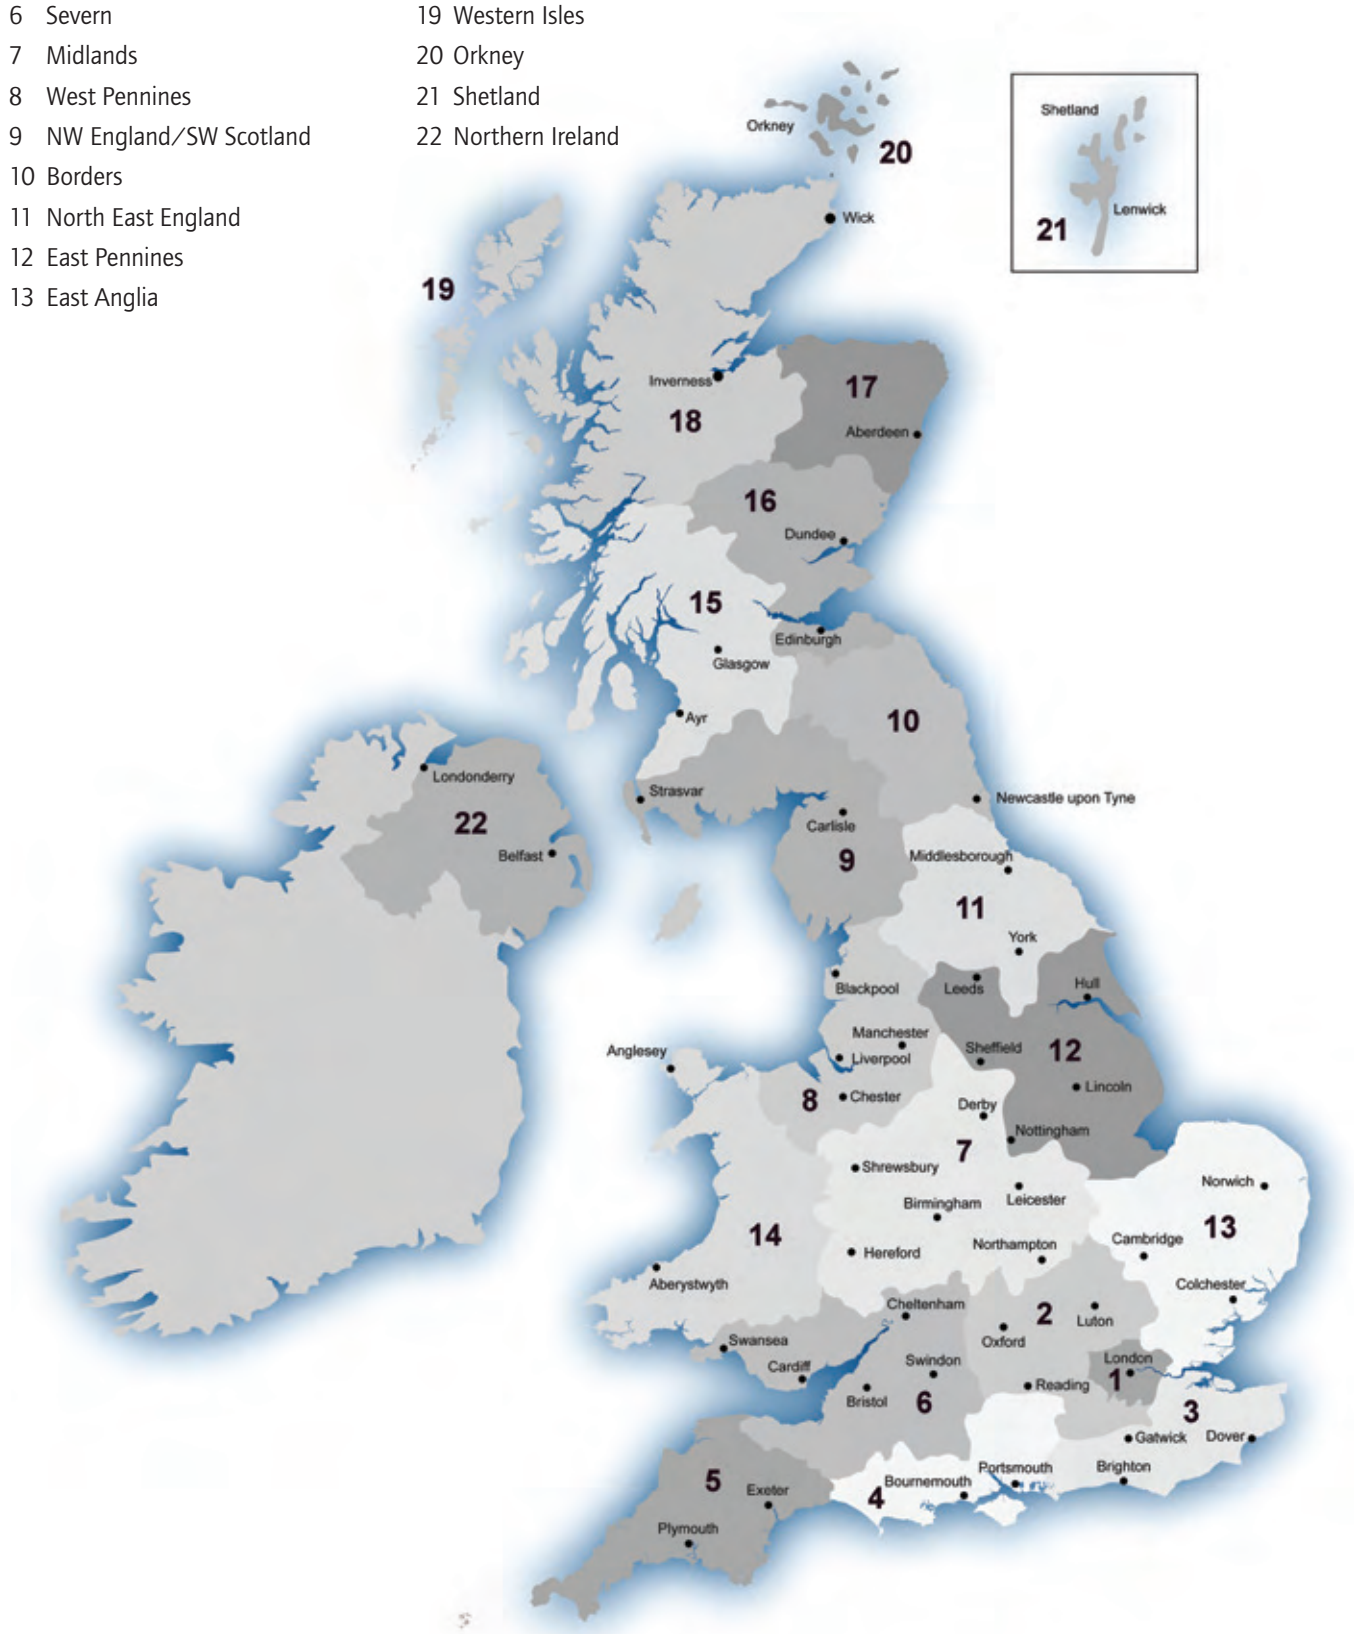 6 Severn
7 Midlands
8 West Pennines
9 NW England/SW Scotland
10 Borders
11 North East England
12 East Pennines
13 East Anglia
19 Western Isles
20 Orkney
21 Shetland
22 Northern Ireland
Orkney
20
Shetland
Lenwick
21
Wick
19
Inverness
18
17
Aberdeen
16
Dundee
15
Edinburgh
Glasgow
Ayr
10
Londonderry
22
Belfast
Strasvar
Newcastle upon Tyne
Carlisle
9
Middlesborough
11
York
Blackpool
Leeds
Hull
Manchester
Liverpool
Sheffield
12
Anglesey
Lincoln
8
Chester
Derby
Nottingham
7
Shrewsbury
Leicester
Birmingham
Norwich
13
14
Hereford
Northampton
Cambridge
Aberystwyth
Colchester
Cheltenham
2
Luton
Oxford
Swansea
Cardiff
Swindon
London
1
Reading
Bristol
6
3
Gatwick
Dover
5
Exeter
4
Bournemouth
Portsmouth
Brighton
Plymouth